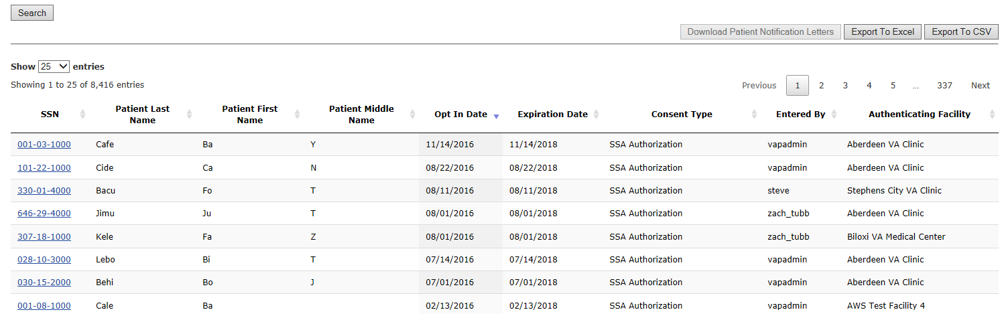 Search
Download Patient Notification Letters Export To Excel Export To CSV
Show 25 entries
Showing 1 to 25 of 8,416 entries
Previous 1 2 3 4 5 ... 337 Next
SSN Patient Last Name Patient First Name Patient Middle Name Opt In Date Expiration Date Consent Type Entered By Authenticating Facility
001-03-1000 Cafe Ba Y 11/14/2016 11/14/2018 SSA Authorization vapadmin Aberdeen VA Clinic
101-22-1000 Cide Ca N 08/22/2016 08/22/2018 SSA Authorization vapadmin Aberdeen VA Clinic
330-01-4000 Bacu Fo T 08/11/2016 08/11/2018 SSA Authorization steve Stephens City VA Clinic
646-29-4000 Jimu Ju T 08/01/2016 08/01/2018 SSA Authorization zach_tubb Aberdeen VA Clinic
307-18-1000 Kele Fa Z 08/01/2016 08/01/2018 SSA Authorization zach_tubb Biloxi VA Medical Center
028-10-3000 Lebo Bi T 07/14/2016 07/14/2018 SSA Authorization vapadmin Aberdeen VA Clinic
030-15-2000 Behi Bo J 07/01/2016 07/01/2018 SSA Authorization vapadmin Aberdeen VA Clinic
001-08-1000 Cale Ba 02/13/2016 02/13/2018 SSA Authorization vapadmin AWS Test Facility 4